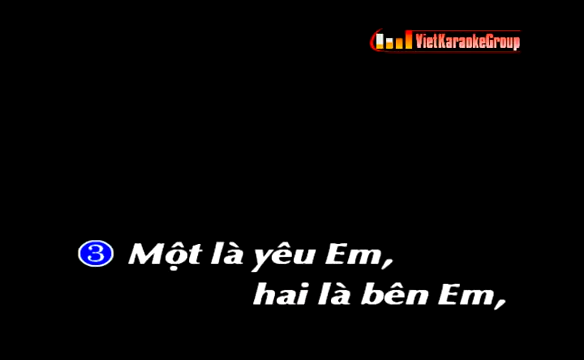 VietKaraokeGroup
3 Một là yêu Em,
hai là bên Em,